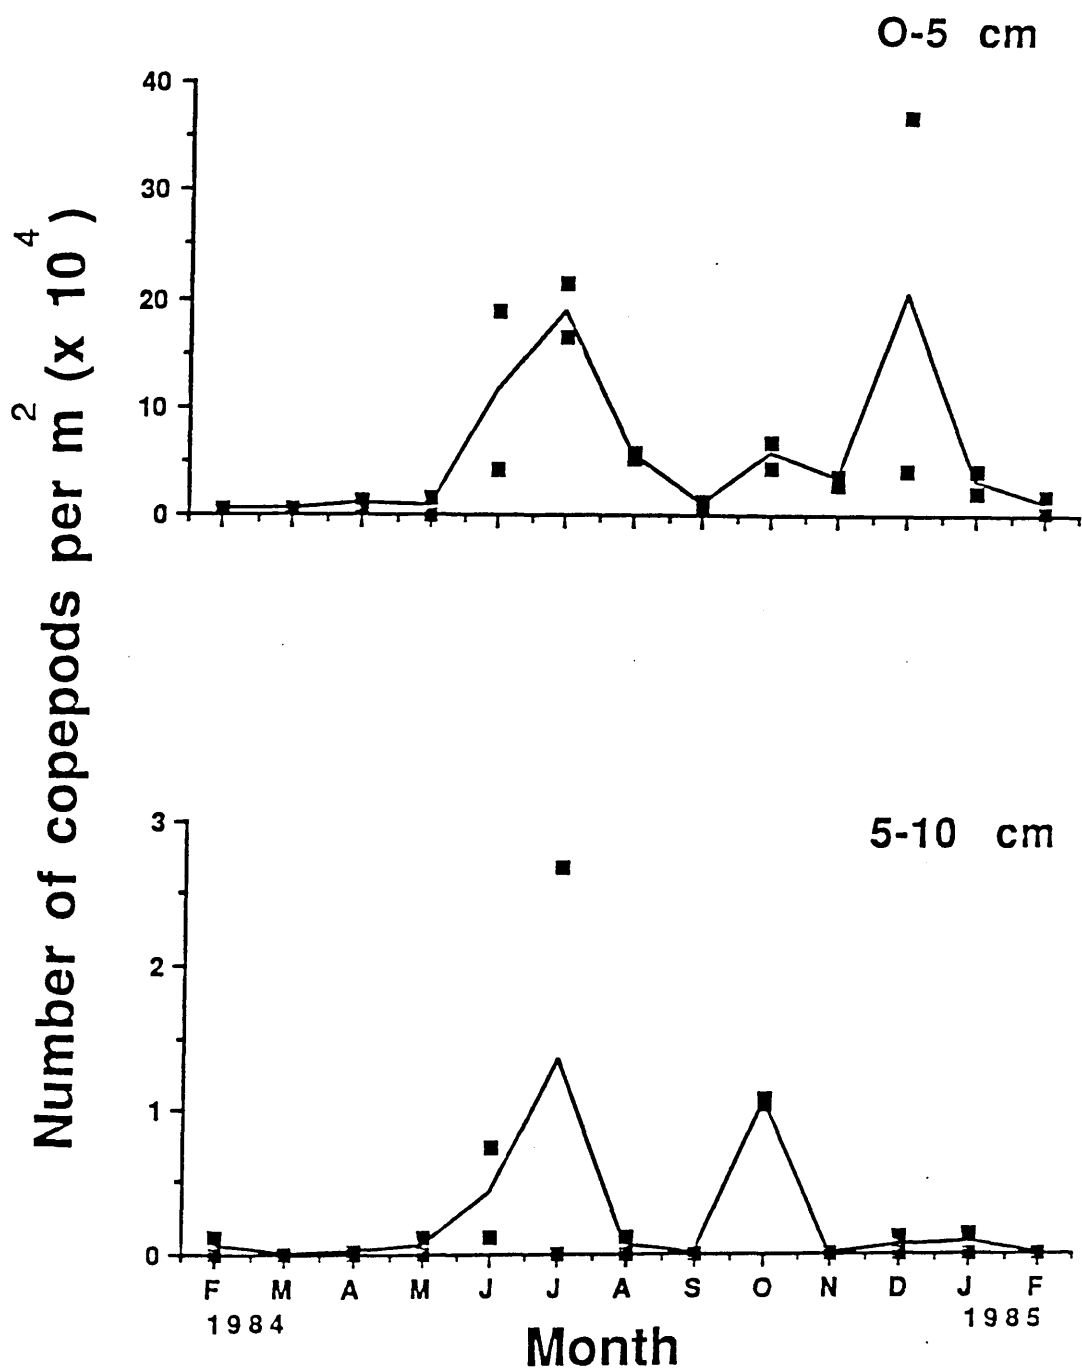 O-5 cm
40
30
20
10
0
Number of copepods per m² (x 10⁴)
5-10 cm
3
2
1
0
F M A M J J A S O N D J F
1984 1985
Month